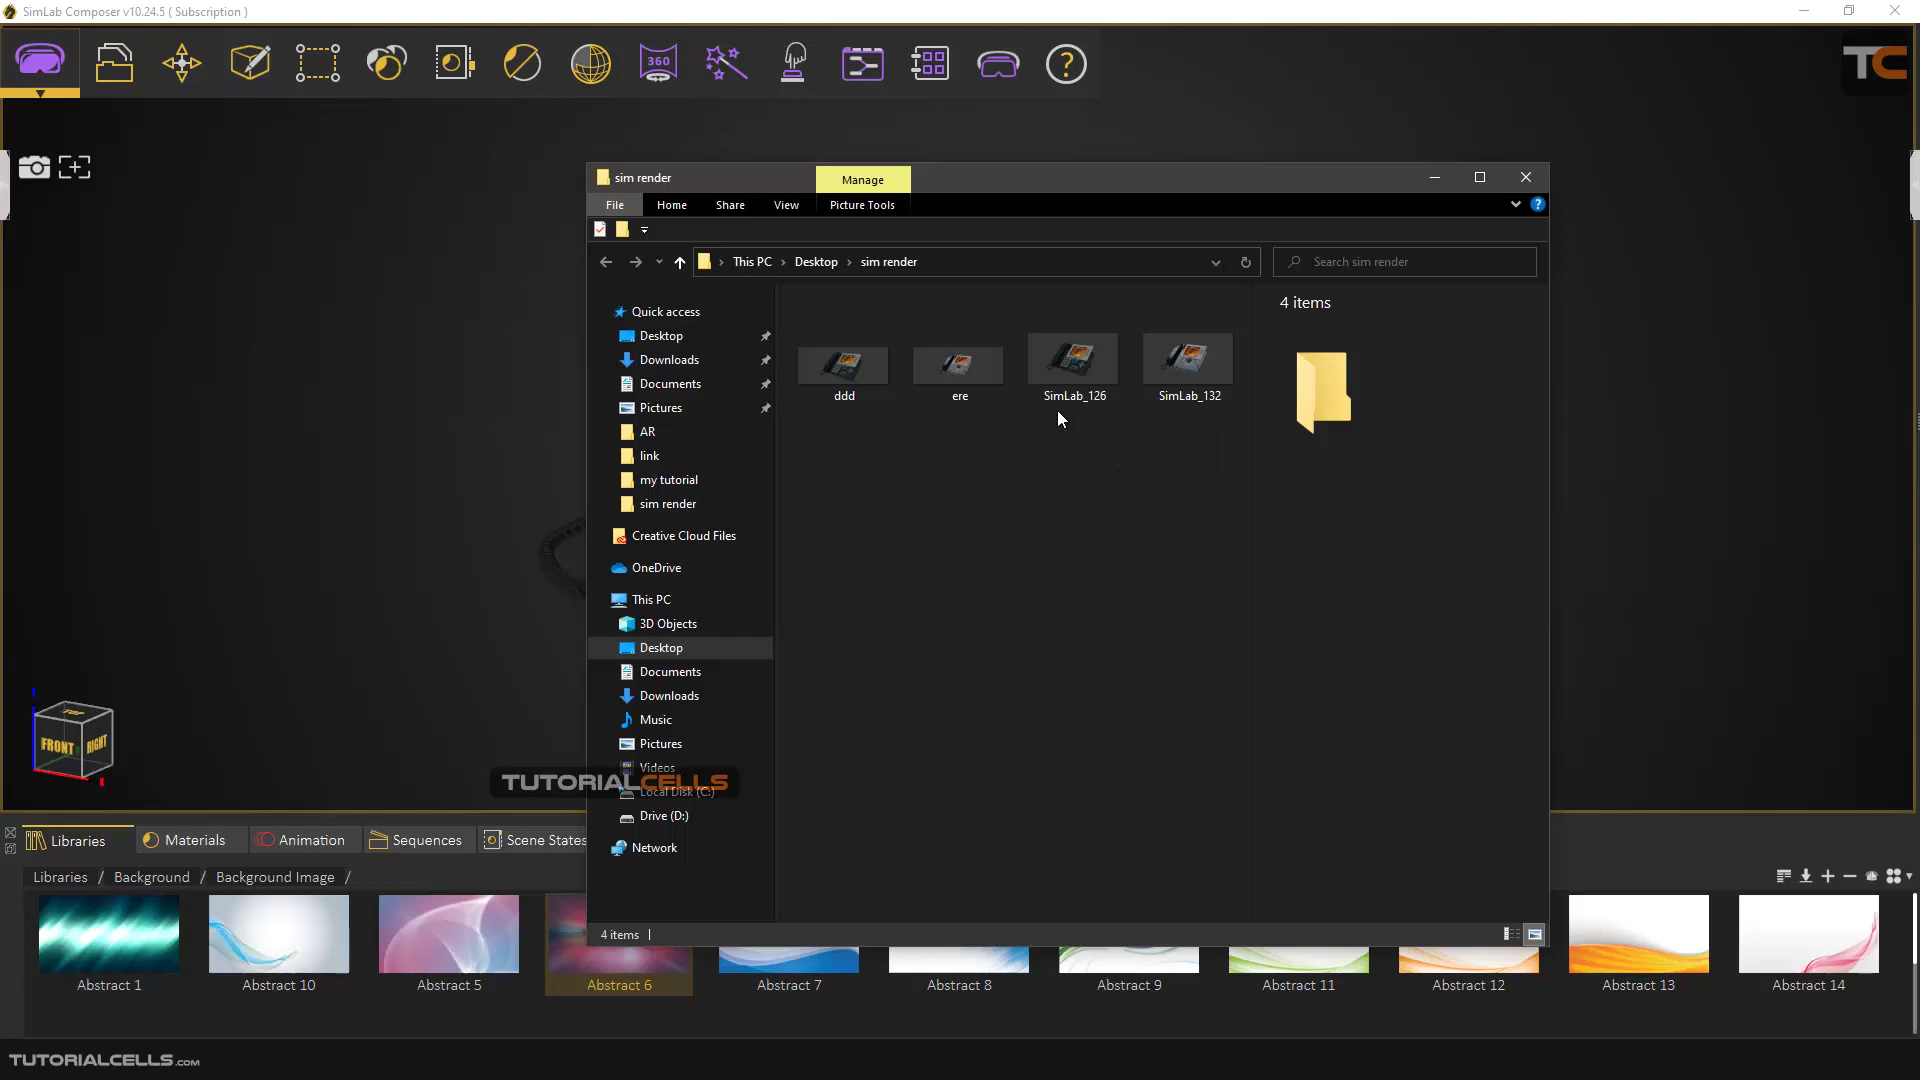 SimLab Composer v10.24.5 ( Subscription )
360
?
TC
sim render
Manage
File
Home
Share
View
Picture Tools
?
This PC
Desktop
sim render
Search sim render
Quick access
Desktop
Downloads
Documents
Pictures
AR
link
my tutorial
sim render
Creative Cloud Files
OneDrive
This PC
3D Objects
Desktop
Documents
Downloads
Music
Pictures
Videos
Local Disk (C:)
Drive (D:)
Network
ddd
ere
SimLab_126
SimLab_132
4 items
4 items
TOP
FRONT
RIGHT
TUTORIALCELLS
Libraries
Materials
Animation
Sequences
Scene States
Libraries / Background / Background Image /
Abstract 1
Abstract 10
Abstract 5
Abstract 6
Abstract 7
Abstract 8
Abstract 9
Abstract 11
Abstract 12
Abstract 13
Abstract 14
TUTORIALCELLS.COM